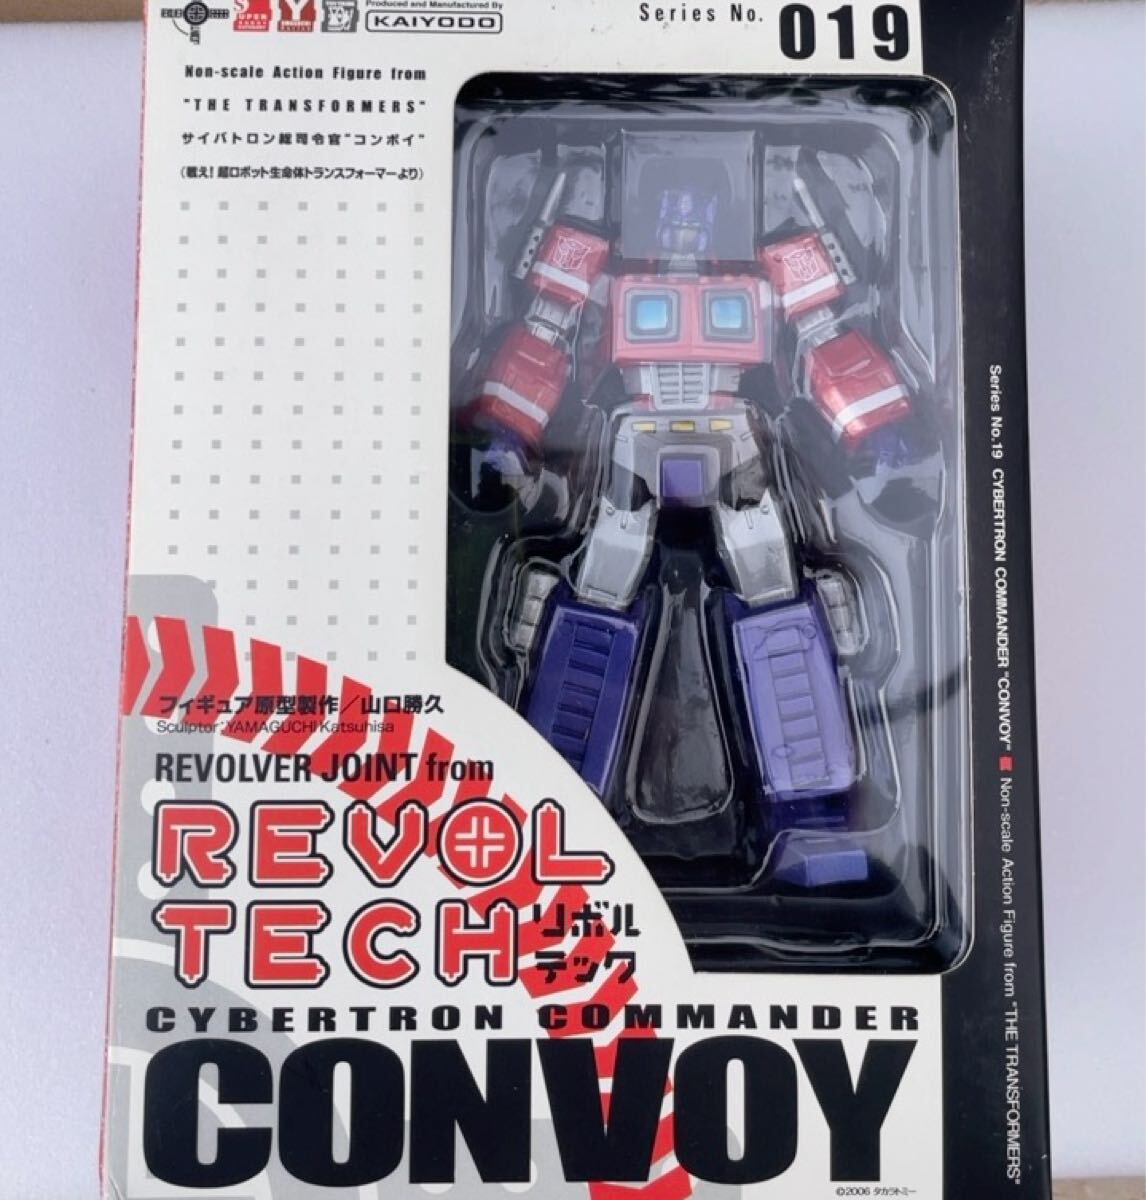 Produced and Manufactured By
KAIYODO
Series No. 019
Non-scale Action Figure from
"THE TRANSFORMERS"
サイバトロン総司令官"コンボイ"
（戦え！超ロボット生命体トランスフォーマーより）
フィギュア原型製作／山口勝久
Sculptor:YAMAGUCHI Katsuhisa
REVOLVER JOINT from
REVOL
TECH リボル
テック
CYBERTRON COMMANDER
CONVOY
©2006 タカラトミー
Series No.19 CYBERTRON COMMANDER "CONVOY" Non-scale Action Figure from "THE TRANSFORMERS"